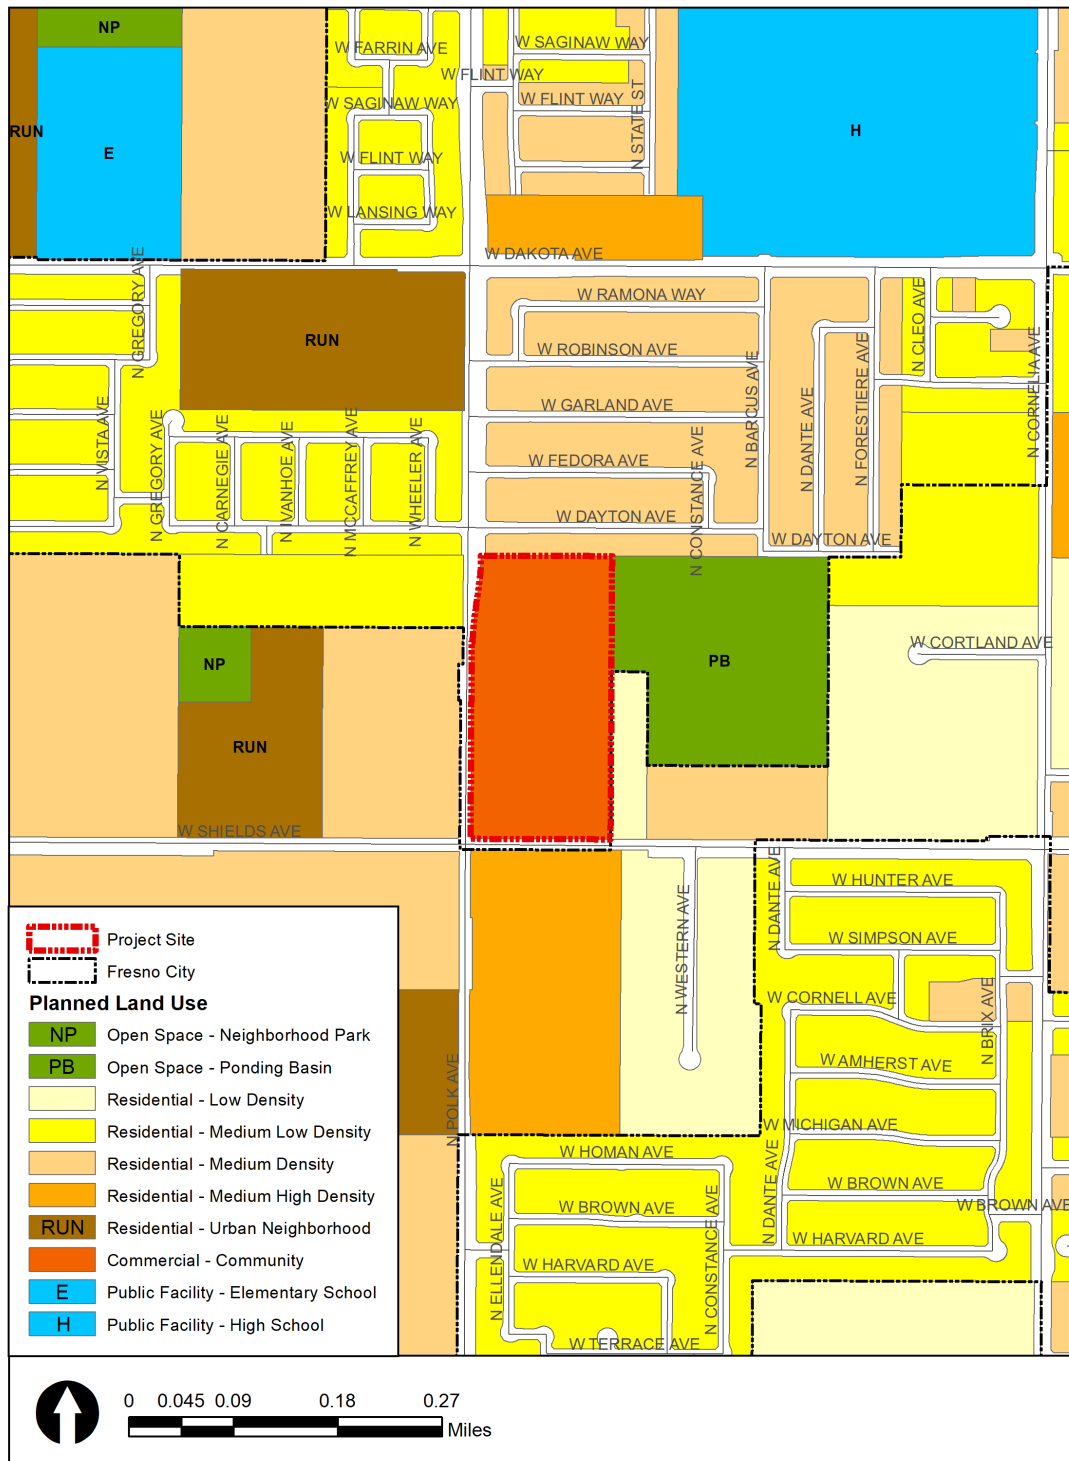 NP
W FARRIN AVE
W SAGINAW WAY
W FLINT WAY
W SAGINAW WAY
W FLINT WAY
N STATE ST
RUN
E
H
W FLINT WAY
W LANSING WAY
W DAKOTA AVE
N GREGORY AVE
W RAMONA WAY
N CLEO AVE
RUN
W ROBINSON AVE
N BARCUS AVE
N DANTE AVE
N FORESTIERE AVE
N CORNELIA AVE
W GARLAND AVE
N VISTA AVE
N GREGORY AVE
N CARNEGIE AVE
N IVANHOE AVE
N MCCAFFREY AVE
N WHEELER AVE
W FEDORA AVE
N CONSTANCE AVE
W DAYTON AVE
W DAYTON AVE
NP
PB
W CORTLAND AVE
RUN
W SHIELDS AVE
N WESTERN AVE
N DANTE AVE
W HUNTER AVE
W SIMPSON AVE
W CORNELL AVE
N BRIX AVE
W AMHERST AVE
N POLK AVE
W MICHIGAN AVE
W HOMAN AVE
N ELLENDALE AVE
W BROWN AVE
N CONSTANCE AVE
N DANTE AVE
W BROWN AVE
W BROWN AVE
W HARVARD AVE
W HARVARD AVE
W TERRACE AVE
Project Site
Fresno City
Planned Land Use
NP Open Space - Neighborhood Park
PB Open Space - Ponding Basin
Residential - Low Density
Residential - Medium Low Density
Residential - Medium Density
Residential - Medium High Density
RUN Residential - Urban Neighborhood
Commercial - Community
E Public Facility - Elementary School
H Public Facility - High School
0 0.045 0.09 0.18 0.27
Miles